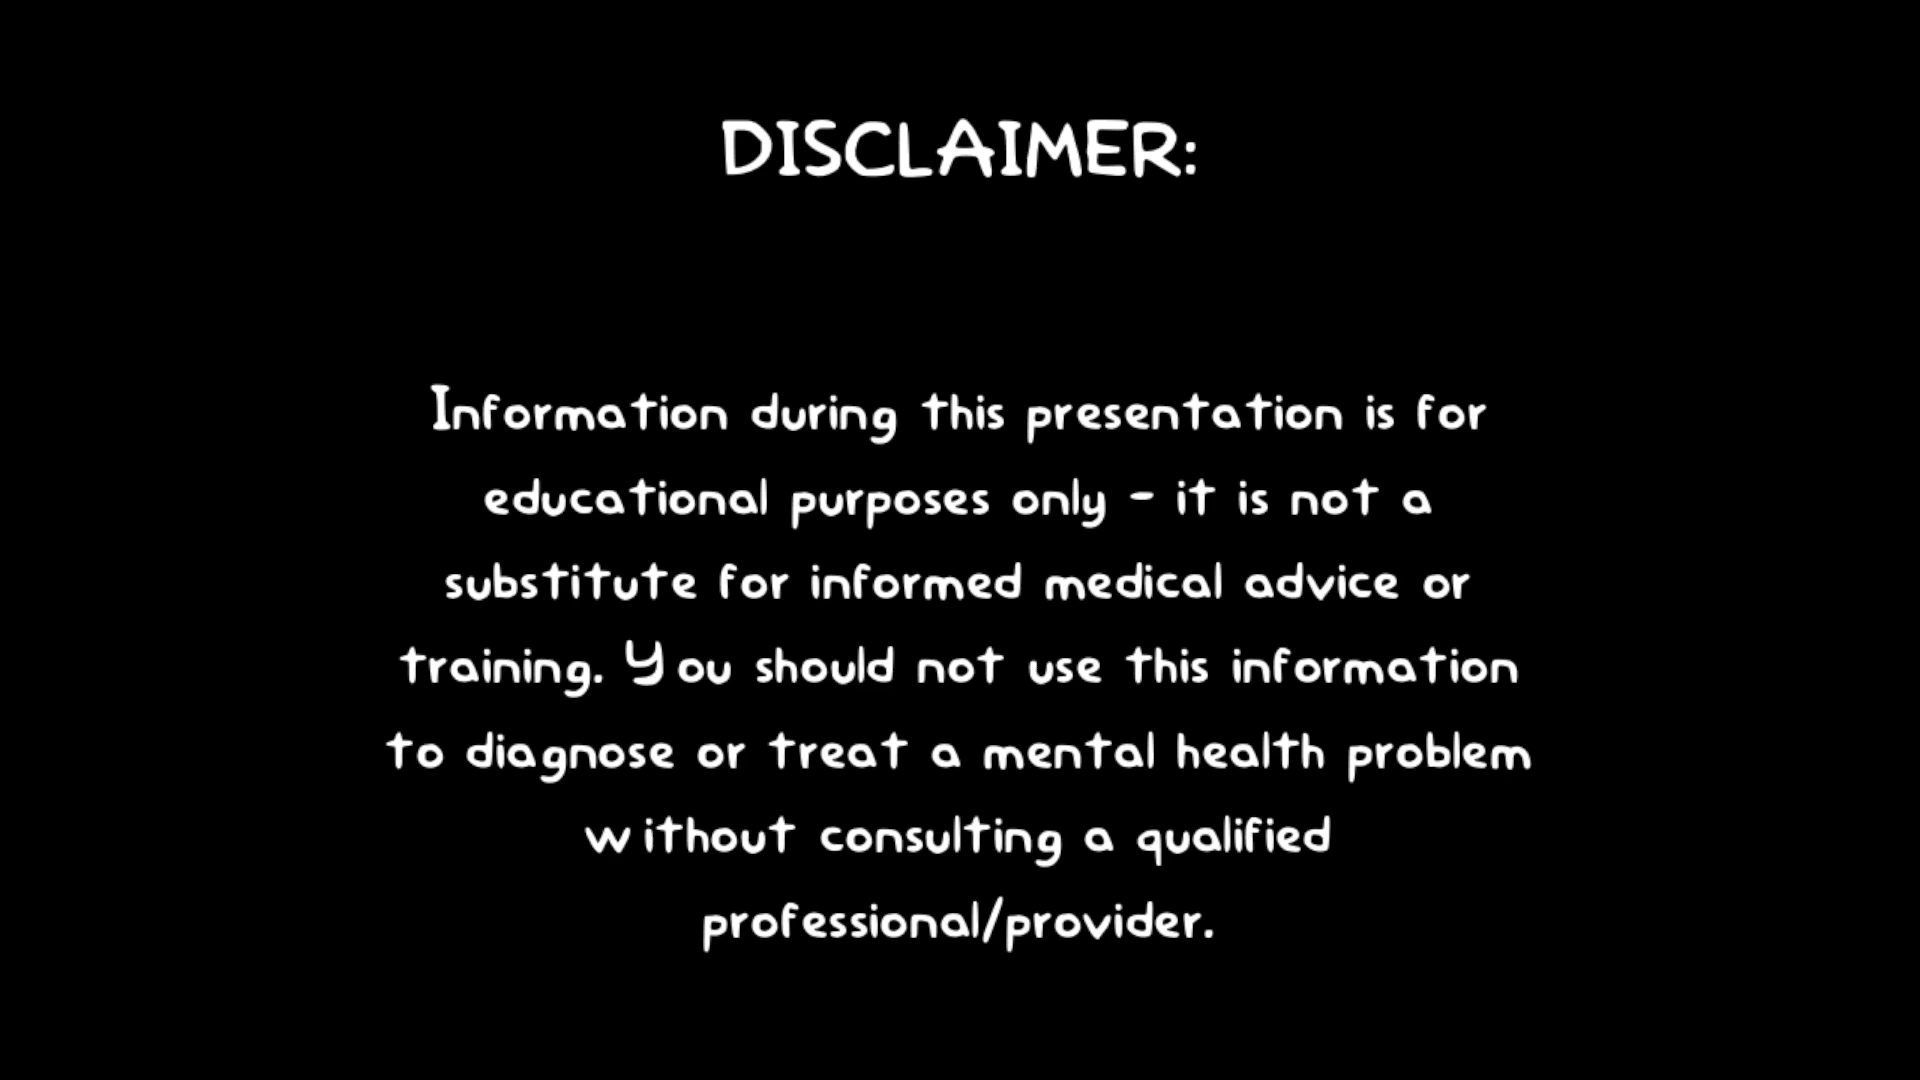 DISCLAIMER:
Information during this presentation is for
educational purposes only - it is not a
substitute for informed medical advice or
training. You should not use this information
to diagnose or treat a mental health problem
without consulting a qualified
professional/provider.